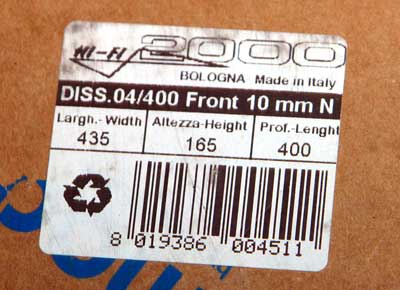 HI-FI 2000
BOLOGNA Made in Italy
DISS.04/400 Front 10 mm N
Largh.-Width Altezza-Height Prof.-Lenght
435 165 400
8 019386 004511